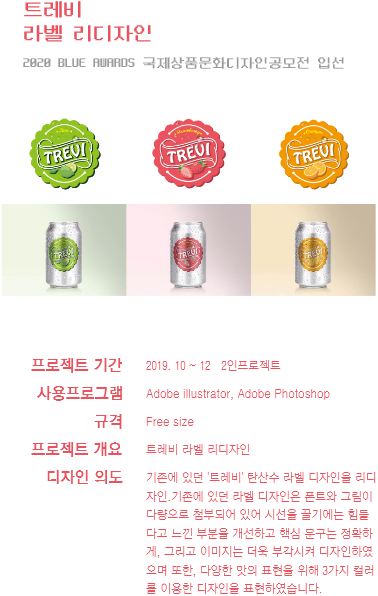 트레비
라벨 리디자인
2020 BLUE AWARDS 국제상품문화디자인공모전 입선
TREVI TREVI TREVI
TREVI TREVI TREVI
프로젝트 기간 2019. 10 ~ 12 2인프로젝트
사용프로그램 Adobe illustrator, Adobe Photoshop
규격 Free size
프로젝트 개요 트레비 라벨 리디자인
디자인 의도 기존에 있던 '트레비' 탄산수 라벨 디자인을 리디
자인.기존에 있던 라벨 디자인은 폰트와 그림이
다량으로 첨부되어 있어 시선을 끌기에는 힘들
다고 느낀 부분을 개선하고 핵심 문구는 정확하
게, 그리고 이미지는 더욱 부각시켜 디자인하였
으며 또한, 다양한 맛의 표현을 위해 3가지 컬러
를 이용한 디자인을 표현하였습니다.